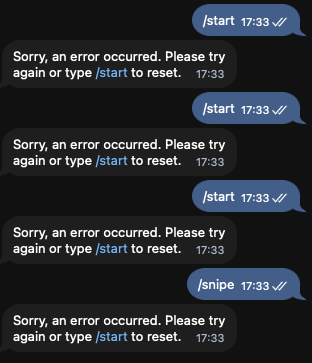 /start 17:33
Sorry, an error occurred. Please try
again or type /start to reset. 17:33
/start 17:33
Sorry, an error occurred. Please try
again or type /start to reset. 17:33
/start 17:33
Sorry, an error occurred. Please try
again or type /start to reset. 17:33
/snipe 17:33
Sorry, an error occurred. Please try
again or type /start to reset. 17:33